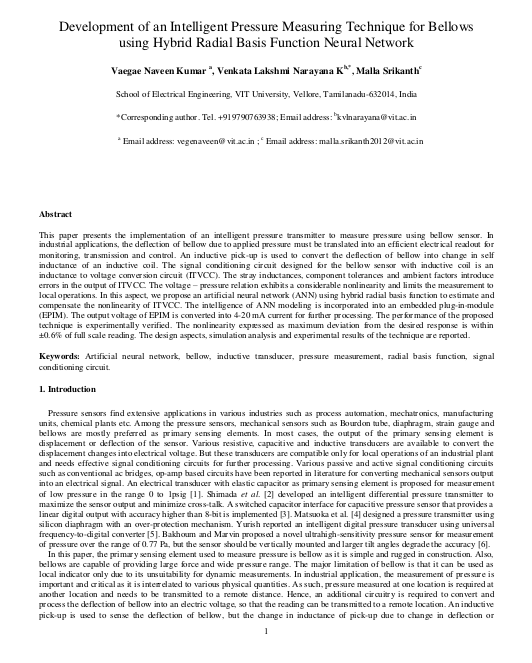 Development of an Intelligent Pressure Measuring Technique for Bellows
using Hybrid Radial Basis Function Neural Network
Vaegae Naveen Kumar a, Venkata Lakshmi Narayana K b,*, Malla Srikanth c
School of Electrical Engineering, VIT University, Vellore, Tamilanadu-632014, India
*Corresponding author. Tel. +919790763938; Email address: b kvlnarayana@vit.ac.in
a Email address: vegenaveen@vit.ac.in ; c Email address: malla.srikanth2012@vit.ac.in
Abstract
This paper presents the implementation of an intelligent pressure transmitter to measure pressure using bellow sensor. In
industrial applications, the deflection of bellow due to applied pressure must be translated into an efficient electrical readout for
monitoring, transmission and control. An inductive pick-up is used to convert the deflection of bellow into change in self
inductance of an inductive coil. The signal conditioning circuit designed for the bellow sensor with inductive coil is an
inductance to voltage conversion circuit (ITVCC). The stray inductances, component tolerances and ambient factors introduce
errors in the output of ITVCC. The voltage – pressure relation exhibits a considerable nonlinearity and limits the measurement to
local operations. In this aspect, we propose an artificial neural network (ANN) using hybrid radial basis function to estimate and
compensate the nonlinearity of ITVCC. The intelligence of ANN modeling is incorporated into an embedded plug-in-module
(EPIM). The output voltage of EPIM is converted into 4-20 mA current for further processing. The performance of the proposed
technique is experimentally verified. The nonlinearity expressed as maximum deviation from the desired response is within
±0.6% of full scale reading. The design aspects, simulation analysis and experimental results of the technique are reported.
Keywords: Artificial neural network, bellow, inductive transducer, pressure measurement, radial basis function, signal
conditioning circuit.
1. Introduction
Pressure sensors find extensive applications in various industries such as process automation, mechatronics, manufacturing
units, chemical plants etc. Among the pressure sensors, mechanical sensors such as Bourdon tube, diaphragm, strain gauge and
bellows are mostly preferred as primary sensing elements. In most cases, the output of the primary sensing element is
displacement or deflection of the sensor. Various resistive, capacitive and inductive transducers are available to convert the
displacement changes into electrical voltage. But these transducers are compatible only for local operations of an industrial plant
and needs effective signal conditioning circuits for further processing. Various passive and active signal conditioning circuits
such as conventional ac bridges, op-amp based circuits have been reported in literature for converting mechanical sensors output
into an electrical signal. An electrical transducer with elastic capacitor as primary sensing element is proposed for measurement
of low pressure in the range 0 to 1psig [1]. Shimada et al. [2] developed an intelligent differential pressure transmitter to
maximize the sensor output and minimize cross-talk. A switched capacitor interface for capacitive pressure sensor that provides a
linear digital output with accuracy higher than 8-bit is implemented [3]. Matsuoka et al. [4] designed a pressure transmitter using
silicon diaphragm with an over-protection mechanism. Yurish reported an intelligent digital pressure transducer using universal
frequency-to-digital converter [5]. Bakhoum and Marvin proposed a novel ultrahigh-sensitivity pressure sensor for measurement
of pressure over the range of 0.77 Pa, but the sensor should be vertically mounted and larger tilt angles degrade the accuracy [6].
In this paper, the primary sensing element used to measure pressure is bellow as it is simple and rugged in construction. Also,
bellows are capable of providing large force and wide pressure range. The major limitation of bellow is that it can be used as
local indicator only due to its unsuitability for dynamic measurements. In industrial application, the measurement of pressure is
important and critical as it is interrelated to various physical quantities. As such, pressure measured at one location is required at
another location and needs to be transmitted to a remote distance. Hence, an additional circuitry is required to convert and
process the deflection of bellow into an electric voltage, so that the reading can be transmitted to a remote location. An inductive
pick-up is used to sense the deflection of bellow, but the change in inductance of pick-up due to change in deflection or
1